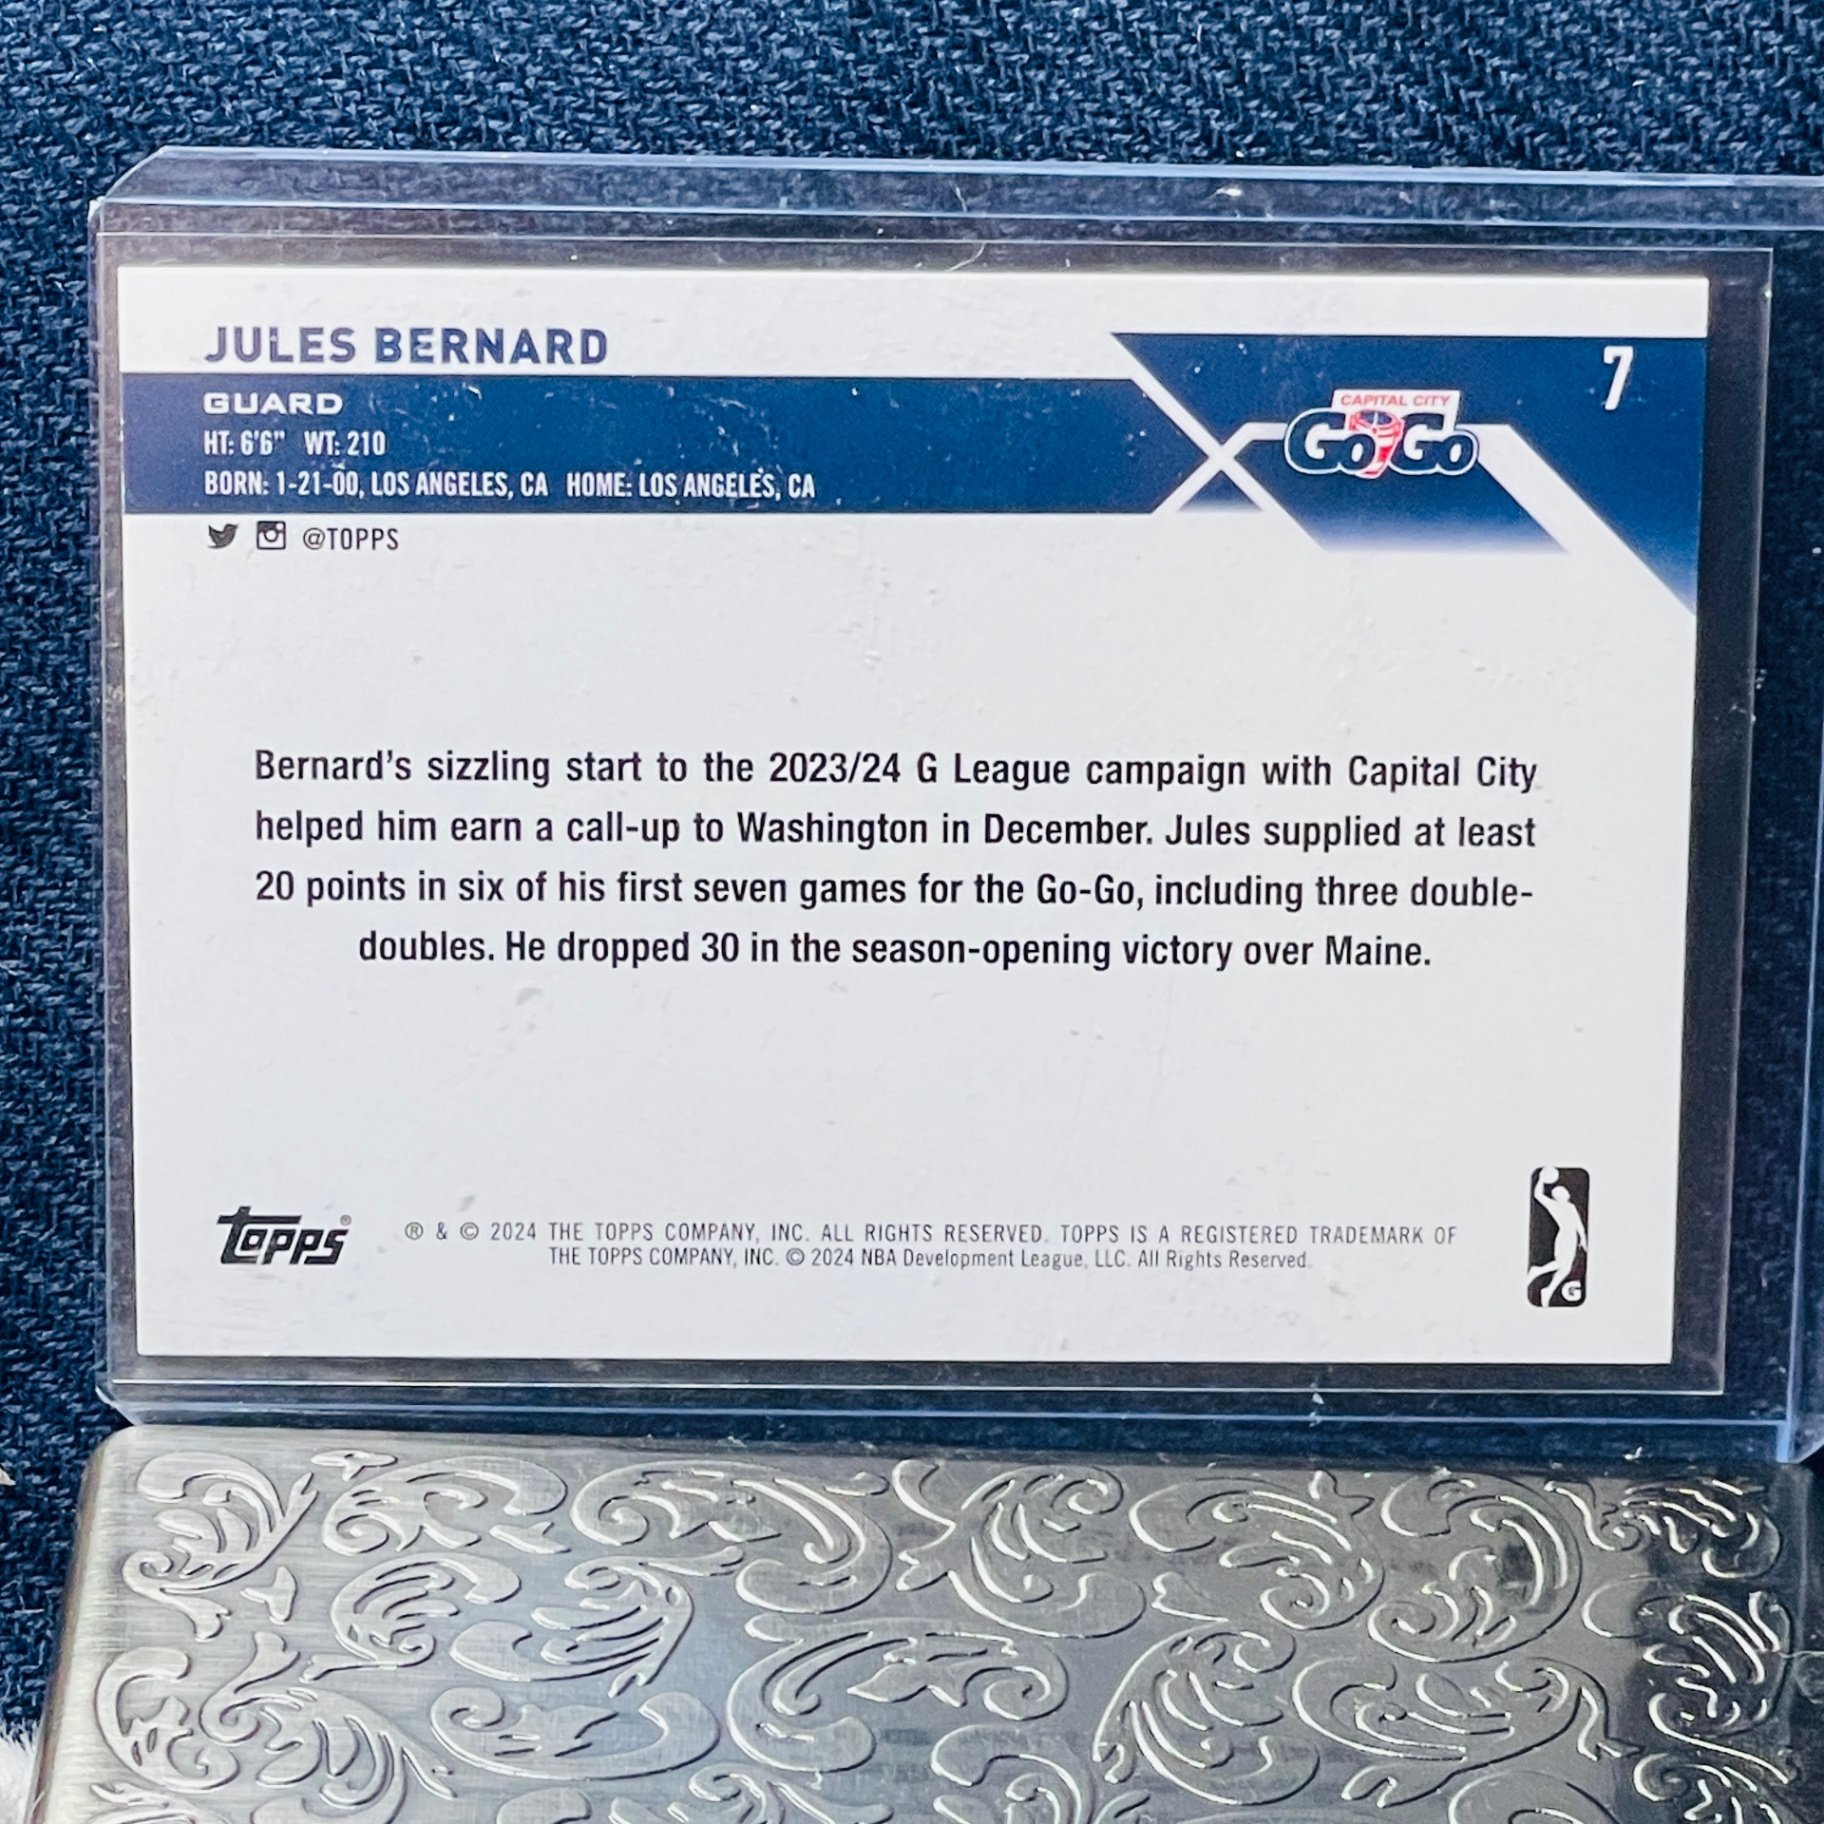 JULES BERNARD
7
GUARD
HT: 6'6" WT: 210
BORN: 1-21-00, LOS ANGELES, CA HOME: LOS ANGELES, CA
CAPITAL CITY
Go Go
@TOPPS
Bernard's sizzling start to the 2023/24 G League campaign with Capital City
helped him earn a call-up to Washington in December. Jules supplied at least
20 points in six of his first seven games for the Go-Go, including three double-
doubles. He dropped 30 in the season-opening victory over Maine.
topps®
® & © 2024 THE TOPPS COMPANY, INC. ALL RIGHTS RESERVED. TOPPS IS A REGISTERED TRADEMARK OF
THE TOPPS COMPANY, INC. © 2024 NBA Development League, LLC. All Rights Reserved.
G